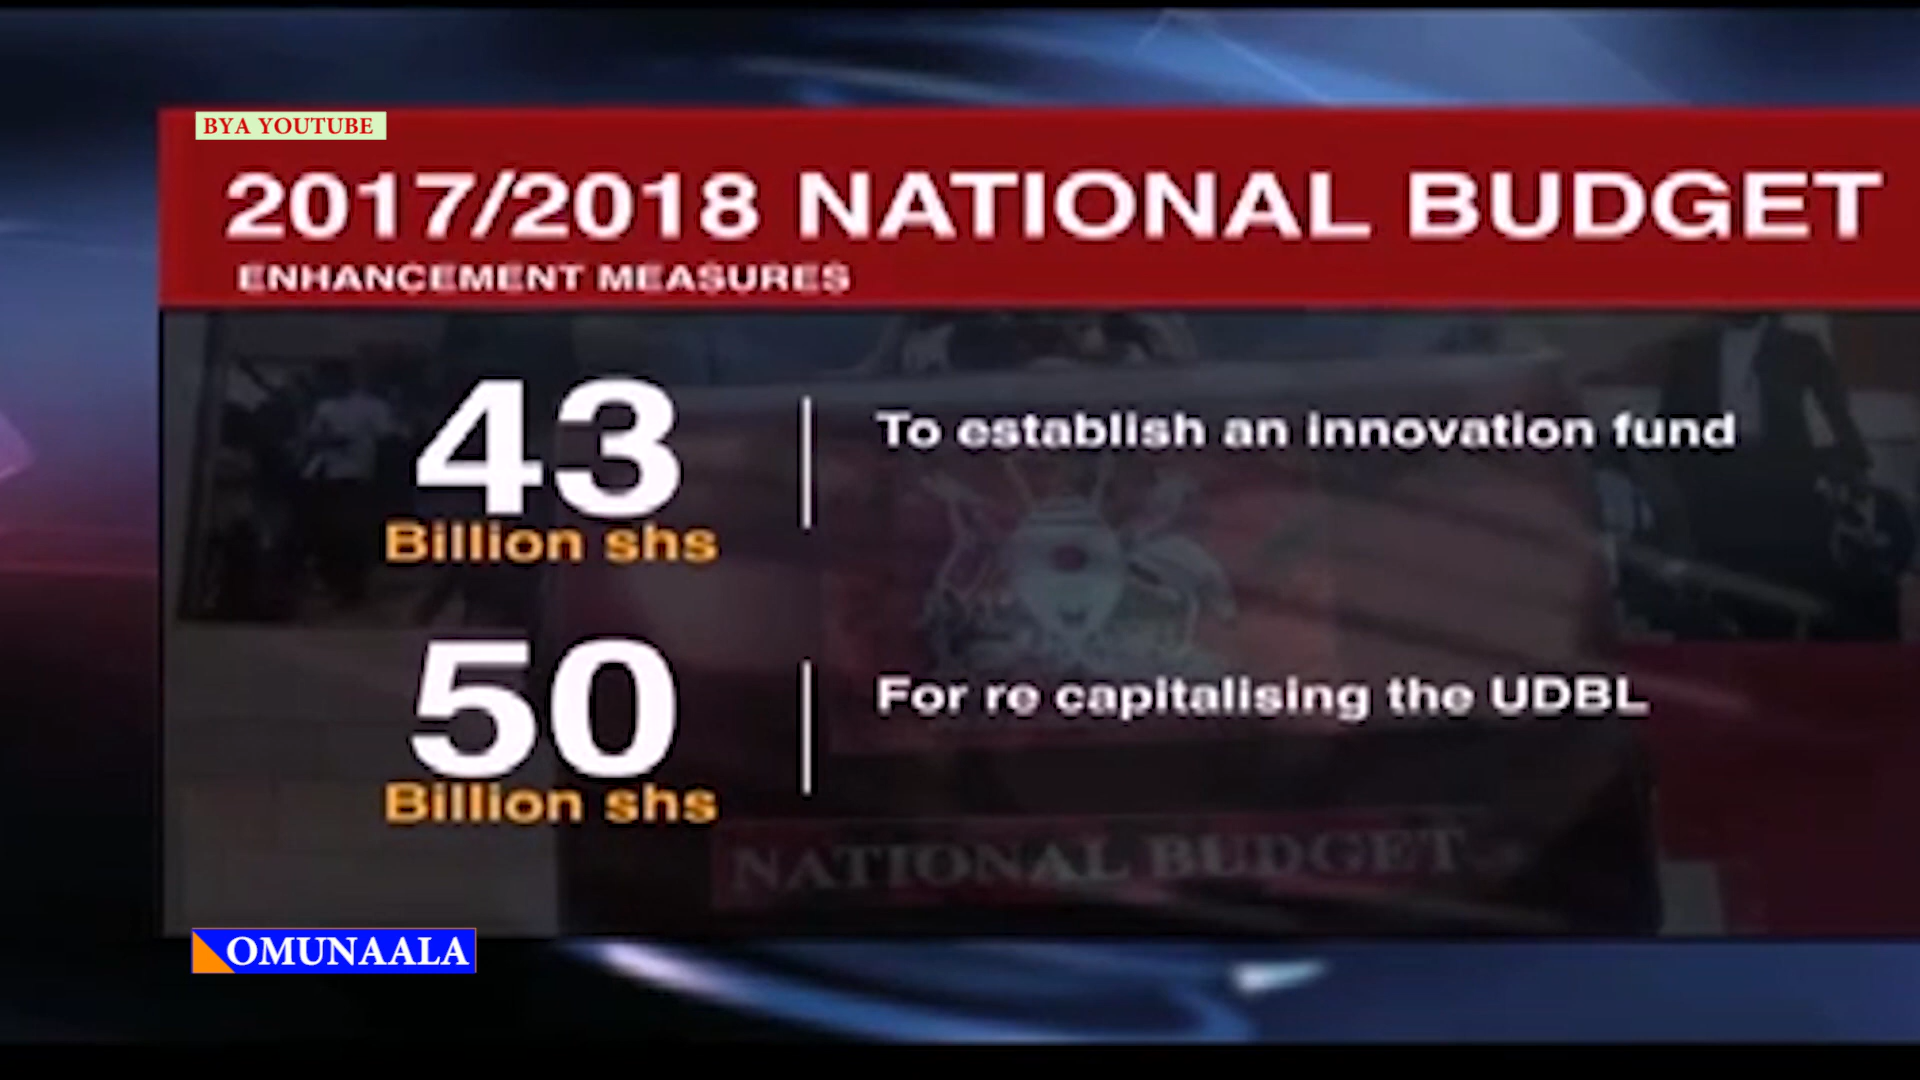 BYA YOUTUBE
2017/2018 NATIONAL BUDGET
ENHANCEMENT MEASURES
43
Billion shs
To establish an innovation fund
50
Billion shs
For re capitalising the UDBL
NATIONAL BUDGET
OMUNAALA